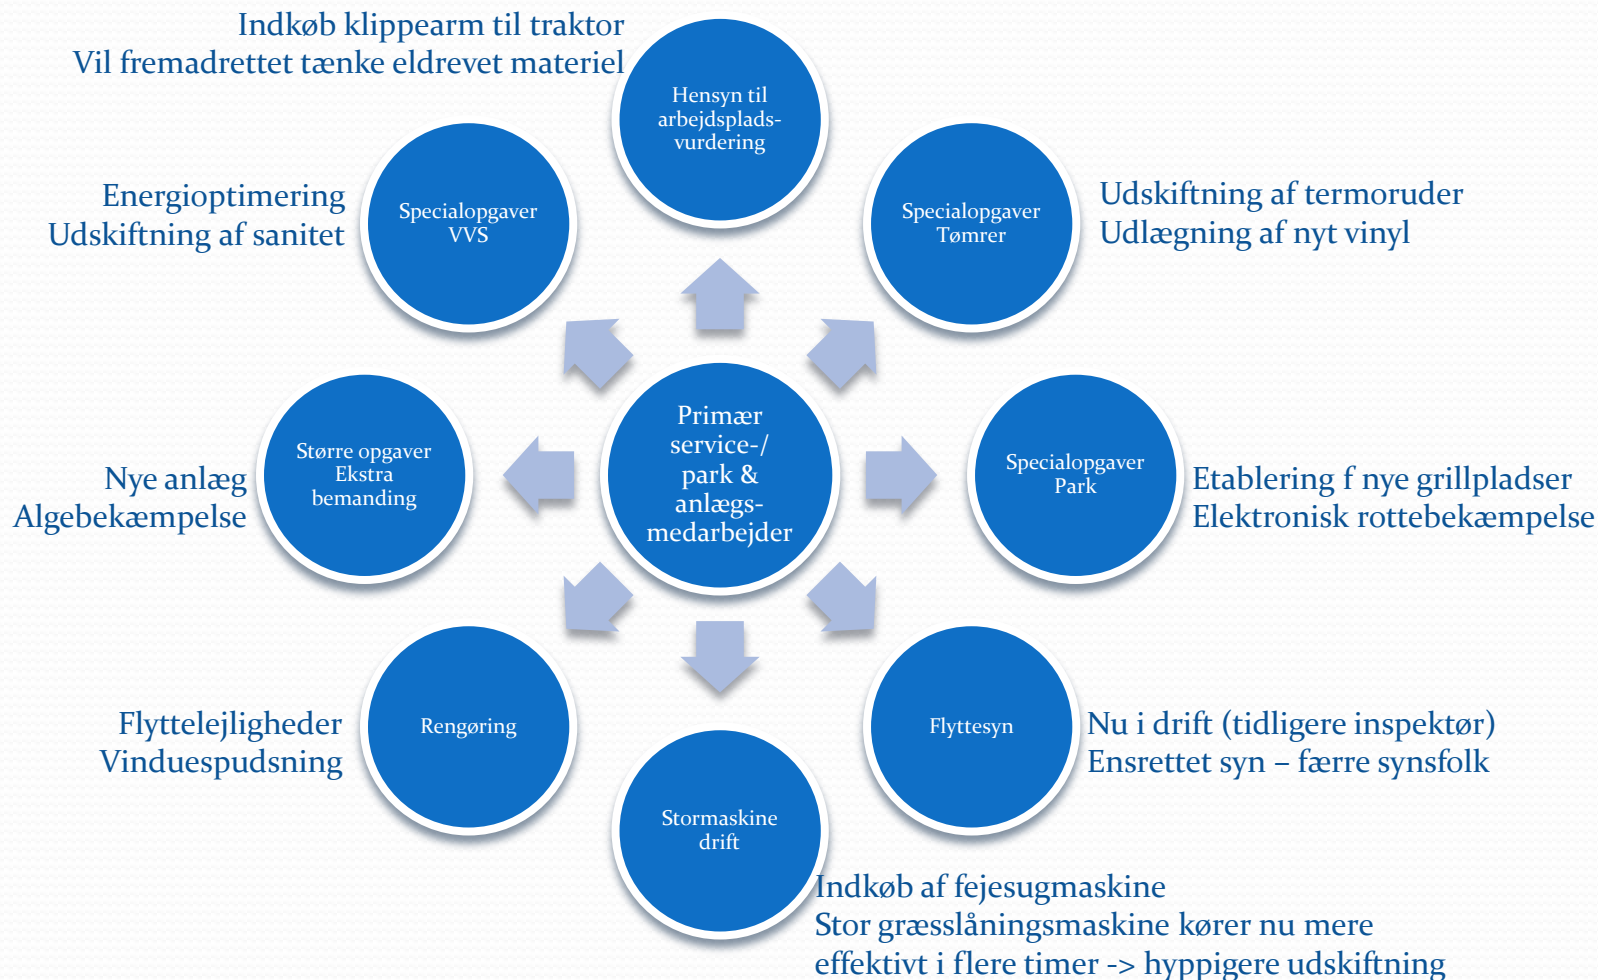 Indkøb klippearm til traktor
Vil fremadrettet tænke eldrevet materiel
Hensyn til
arbejdsplads-
vurdering
Specialopgaver
Tømrer
Udskiftning af termoruder
Udlægning af nyt vinyl
Specialopgaver
Park
Etablering f nye grillpladser
Elektronisk rottebekæmpelse
Flyttesyn
Nu i drift (tidligere inspektør)
Ensrettet syn – færre synsfolk
Stormaskine
drift
Indkøb af fejesugmaskine
Stor græsslåningsmaskine kører nu mere
effektivt i flere timer -> hyppigere udskiftning
Rengøring
Flyttelejligheder
Vinduespudsning
Større opgaver
Ekstra
bemanding
Nye anlæg
Algebekæmpelse
Specialopgaver
VVS
Energioptimering
Udskiftning af sanitet
Primær
service-/
park &
anlægs-
medarbejder